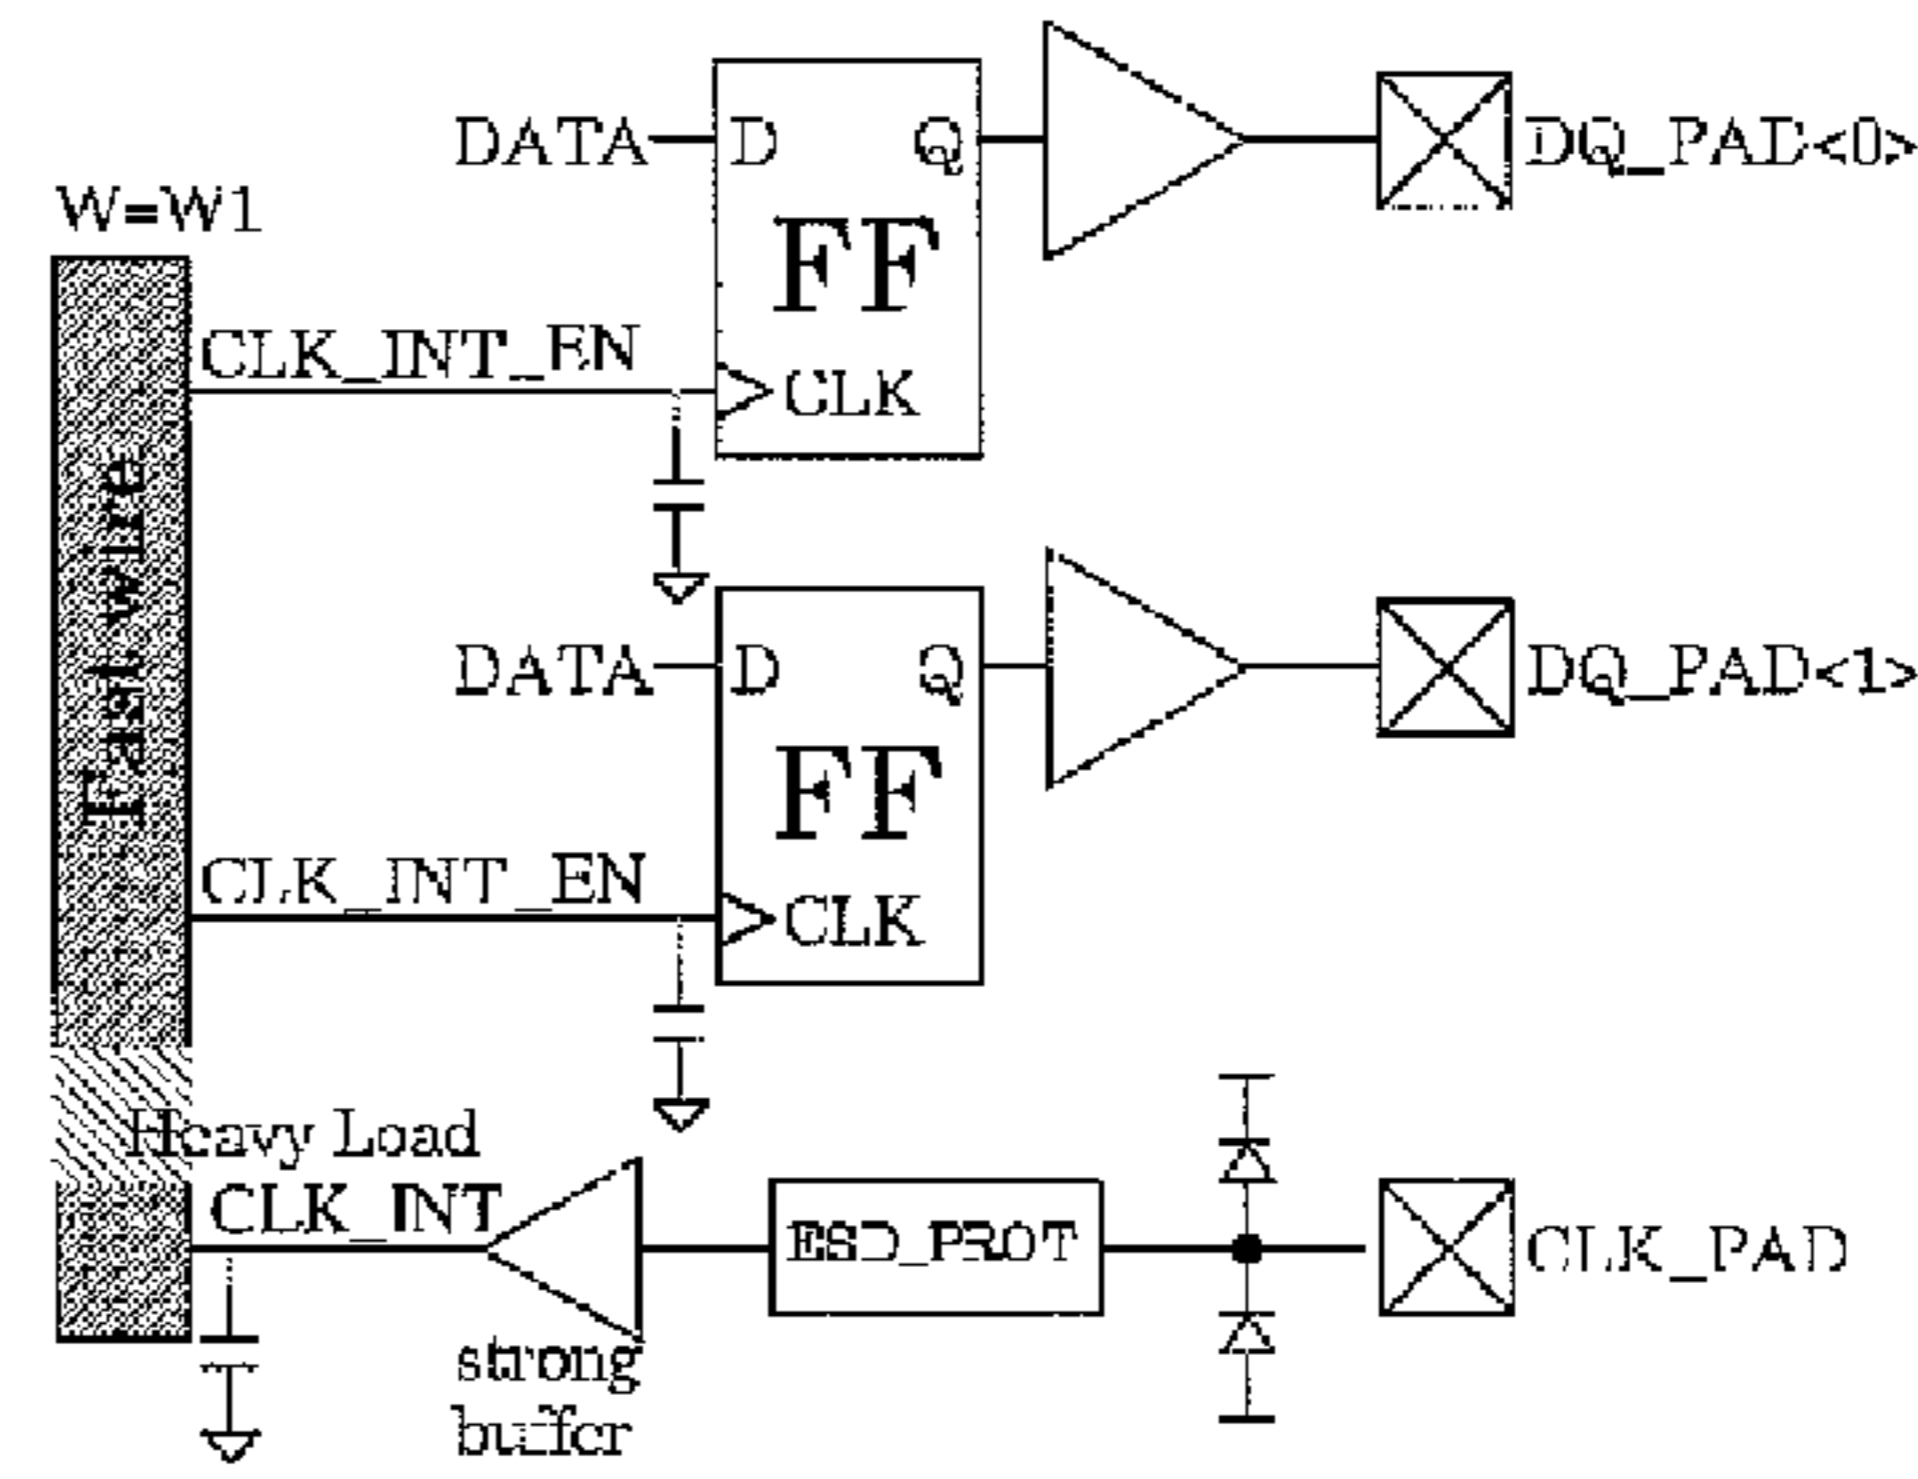 DATA
D
Q
DQ_PAD<0>
W=W1
FF
CLK_INT_EN
CLK
Fast wire
DATA
D
Q
DQ_PAD<1>
FF
CLK_INT_EN
CLK
Heavy Load
CLK_INT
ESD_PROT
CLK_PAD
strong
buffer